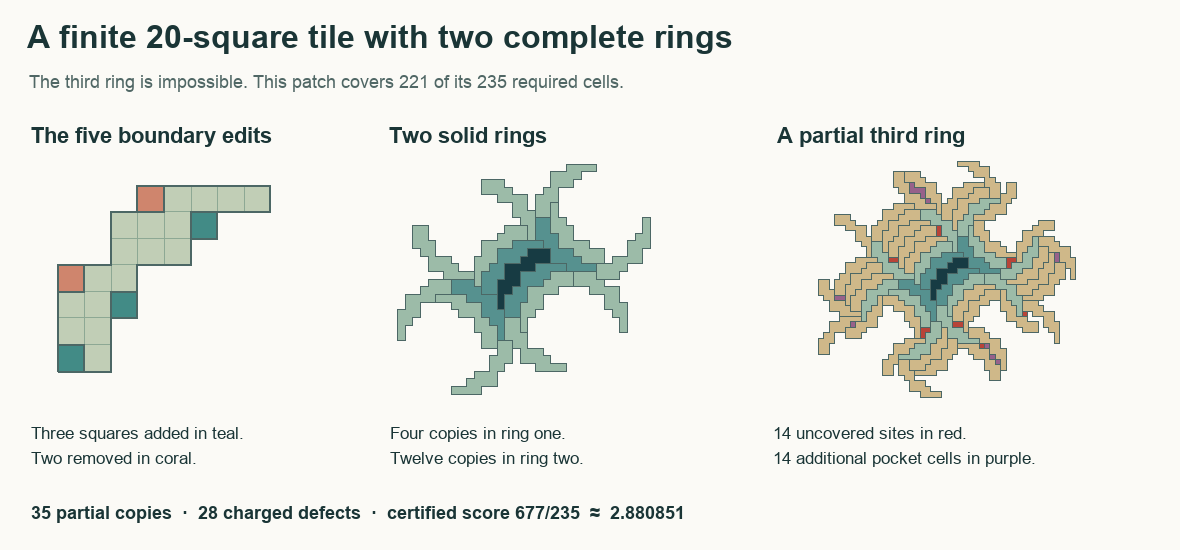 A finite 20-square tile with two complete rings
The third ring is impossible. This patch covers 221 of its 235 required cells.
The five boundary edits
Two solid rings
A partial third ring
Three squares added in teal.
Two removed in coral.
Four copies in ring one.
Twelve copies in ring two.
14 uncovered sites in red.
14 additional pocket cells in purple.
35 partial copies · 28 charged defects · certified score 677/235 ≈ 2.880851